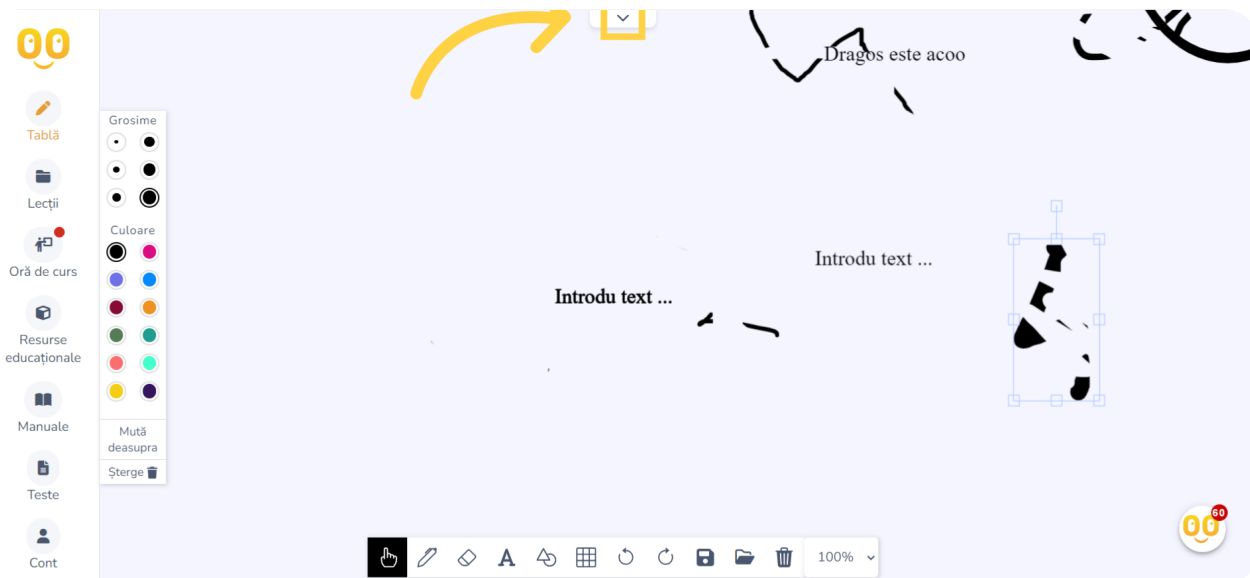 Dragos este acoo
Tablă
Grosime
Lecții
Culoare
Oră de curs
Introdu text ...
Introdu text ...
Resurse
educaționale
Manuale
Mută
deasupra
Șterge
Teste
60
Cont
A
100%